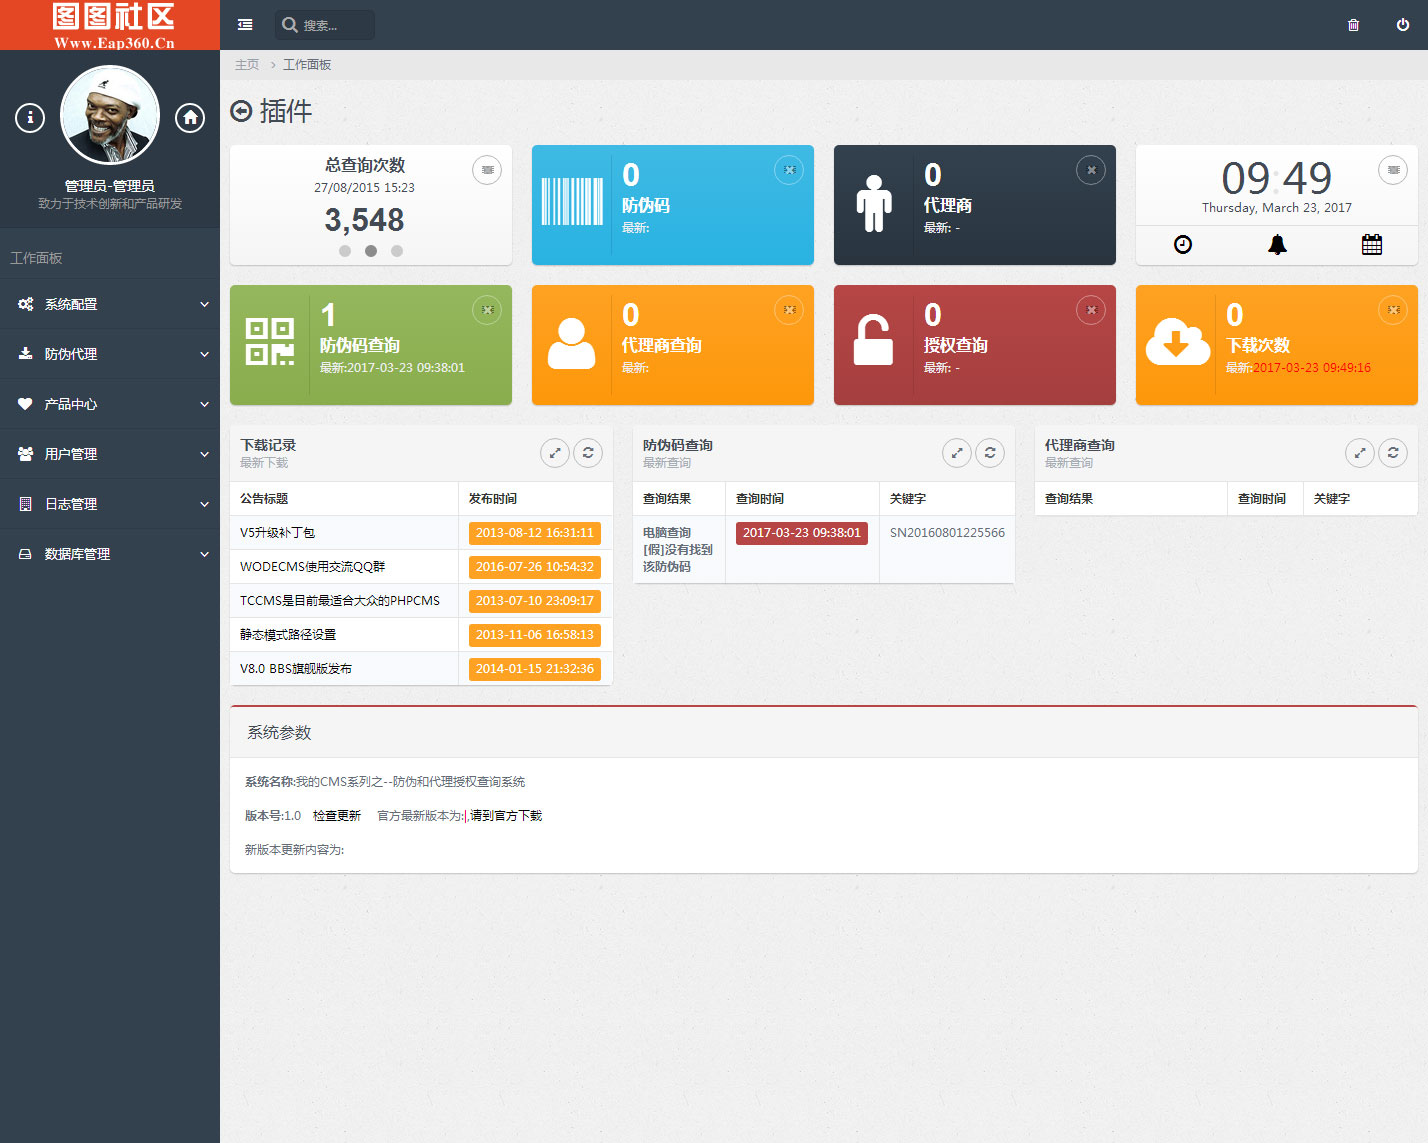 图图社区
Www.Eap360.Cn
搜索...
主页 工作面板
管理员-管理员
致力于技术创新和产品研发
工作面板
系统配置
防伪代理
产品中心
用户管理
日志管理
数据库管理
插件
总查询次数
27/08/2015 15:23
3,548
0
防伪码
最新:
0
代理商
最新: -
09:49
Thursday, March 23, 2017
1
防伪码查询
最新:2017-03-23 09:38:01
0
代理商查询
最新:
0
授权查询
最新: -
0
下载次数
最新:2017-03-23 09:49:16
下载记录
最新下载
公告标题 发布时间
V5升级补丁包 2013-08-12 16:31:11
WODECMS使用交流QQ群 2016-07-26 10:54:32
TCCMS是目前最适合大众的PHPCMS 2013-07-10 23:09:17
静态模式路径设置 2013-11-06 16:58:13
V8.0 BBS旗舰版发布 2014-01-15 21:32:36
防伪码查询
最新查询
查询结果 查询时间 关键字
电脑查询 2017-03-23 09:38:01 SN20160801225566
[假]没有找到
该防伪码
代理商查询
最新查询
查询结果 查询时间 关键字
系统参数
系统名称:我的CMS系列之--防伪和代理授权查询系统
版本号:1.0 检查更新 官方最新版本为:|,请到官方下载
新版本更新内容为: